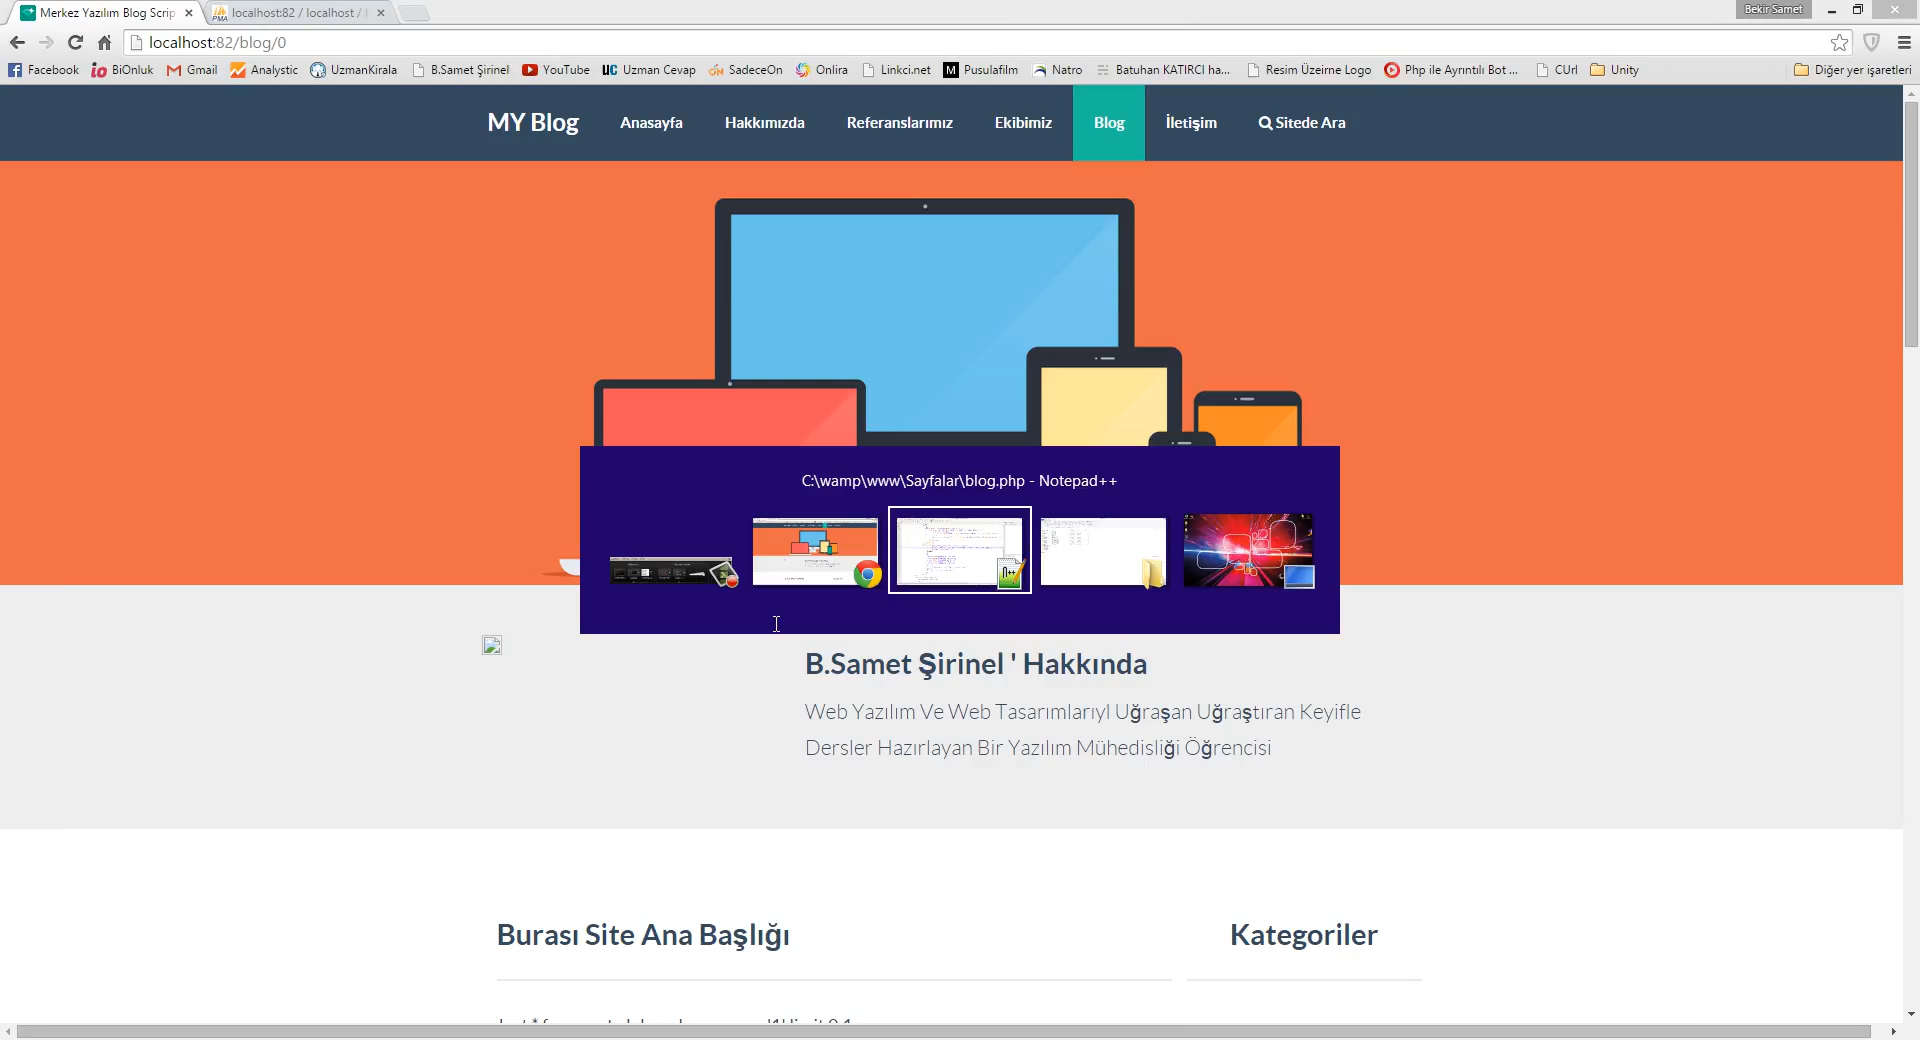 Merkez Yazılım Blog Scrip
localhost:82 / localhost /
Bekir Samet
localhost:82/blog/0
Facebook
BiOnluk
Gmail
Analystic
UzmanKirala
B.Samet Şirinel
YouTube
Uzman Cevap
SadeceOn
Onlira
Linkci.net
Pusulafilm
Natro
Batuhan KATIRCI ha...
Resim Üzeirne Logo
Php ile Ayrıntılı Bot ...
CUrl
Unity
Diğer yer işaretleri
MY Blog
Anasayfa
Hakkımızda
Referanslarımız
Ekibimiz
Blog
İletişim
Sitede Ara
C:\wamp\www\Sayfalar\blog.php - Notepad++
B.Samet Şirinel ' Hakkında
Web Yazılım Ve Web Tasarımlarıyl Uğraşan Uğraştıran Keyifle
Dersler Hazırlayan Bir Yazılım Mühedisliği Öğrencisi
Burası Site Ana Başlığı
Kategoriler